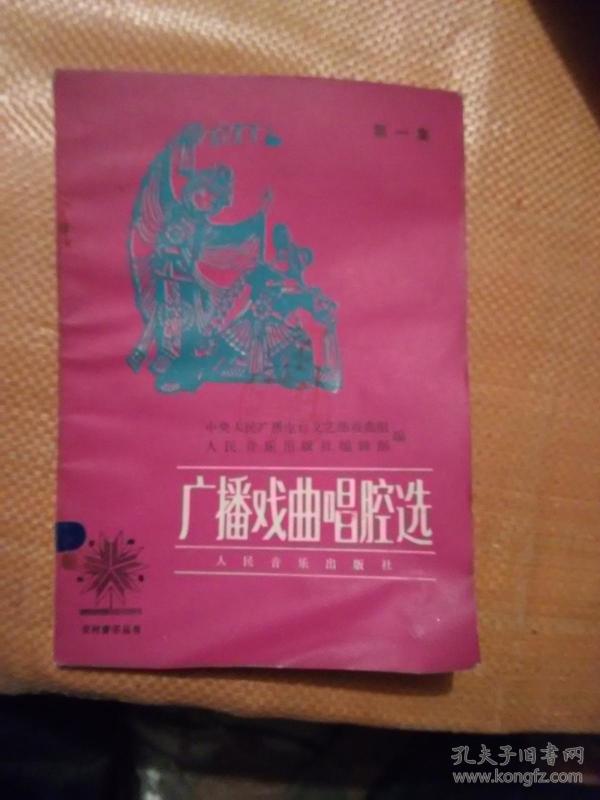 第一集
中央人民广播电台文艺部戏曲组
人民音乐出版社编辑部
编
广播戏曲唱腔选
人民音乐出版社
农村音乐丛书
孔夫子旧书网
www.kongfz.com